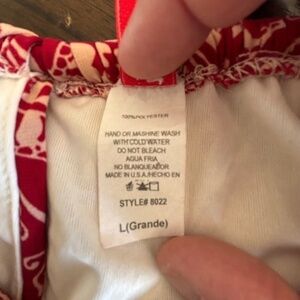 100% POLYESTER
HAND OR MASHINE WASH
WITH COLD WATER
DO NOT BLEACH
AGUA FRIA
NO BLANQUEADOR
MADE IN U.S.A./HECHO EN
STYLE# 8022
L(Grande)